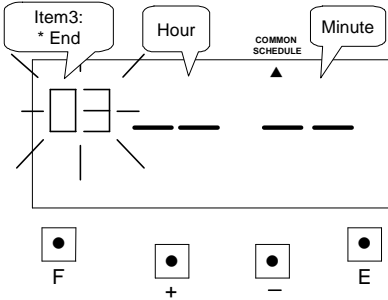 Item3:
* End
Hour
COMMON
SCHEDULE
Minute
03 -- --
F
+
−
E